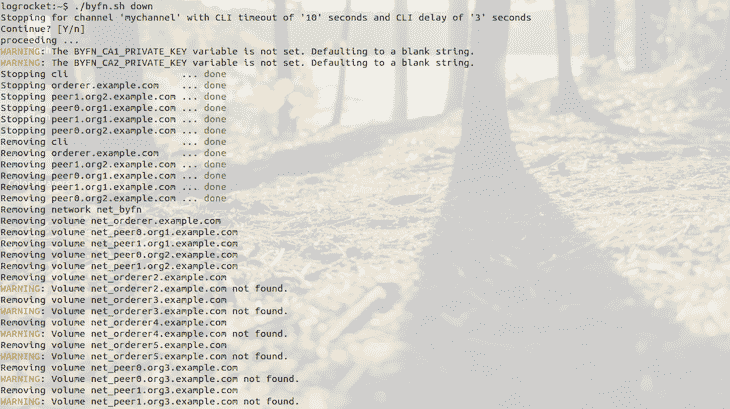 logrocket:~$ ./byfn.sh down
Stopping for channel 'mychannel' with CLI timeout of '10' seconds and CLI delay of '3' seconds
Continue? [Y/n]
proceeding ...
WARNING: The BYFN_CA1_PRIVATE_KEY variable is not set. Defaulting to a blank string.
WARNING: The BYFN_CA2_PRIVATE_KEY variable is not set. Defaulting to a blank string.
Stopping cli                    ... done
Stopping orderer.example.com    ... done
Stopping peer1.org2.example.com ... done
Stopping peer0.org1.example.com ... done
Stopping peer1.org1.example.com ... done
Stopping peer0.org2.example.com ... done
Removing cli                    ... done
Removing orderer.example.com    ... done
Removing peer1.org2.example.com ... done
Removing peer0.org1.example.com ... done
Removing peer1.org1.example.com ... done
Removing peer0.org2.example.com ... done
Removing network net_byfn
Removing volume net_orderer.example.com
Removing volume net_peer0.org1.example.com
Removing volume net_peer1.org1.example.com
Removing volume net_peer0.org2.example.com
Removing volume net_peer1.org2.example.com
Removing volume net_orderer2.example.com
WARNING: Volume net_orderer2.example.com not found.
Removing volume net_orderer3.example.com
WARNING: Volume net_orderer3.example.com not found.
Removing volume net_orderer4.example.com
WARNING: Volume net_orderer4.example.com not found.
Removing volume net_orderer5.example.com
WARNING: Volume net_orderer5.example.com not found.
Removing volume net_peer0.org3.example.com
WARNING: Volume net_peer0.org3.example.com not found.
Removing volume net_peer1.org3.example.com
WARNING: Volume net_peer1.org3.example.com not found.